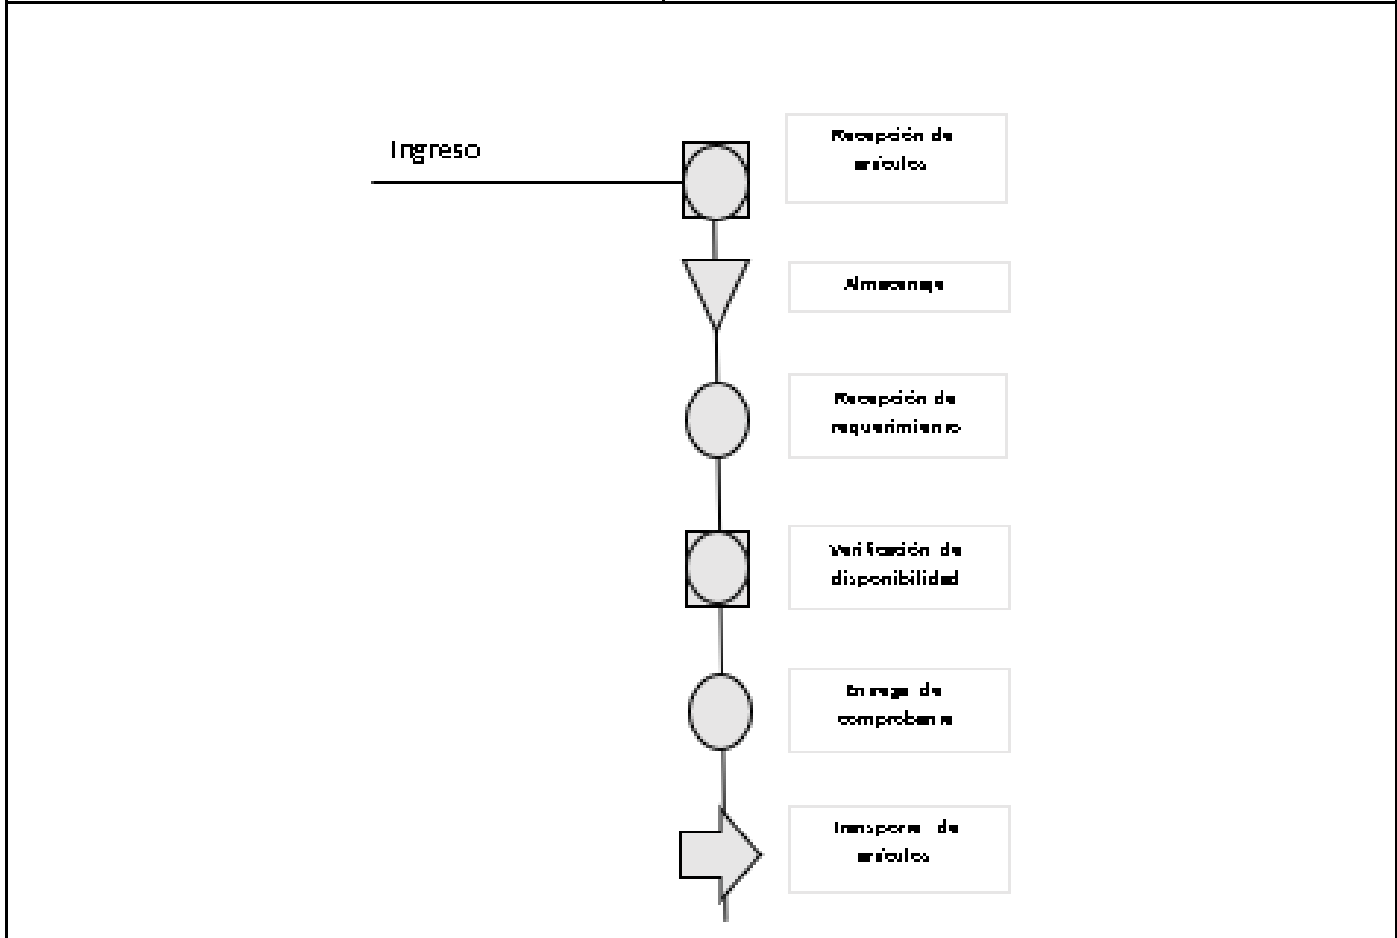 Ingreso
Recepción de
artículos
Almacenaje
Recepción de
requerimiento
Verificación de
disponibilidad
Entrega de
comprobante
Transporte de
artículos